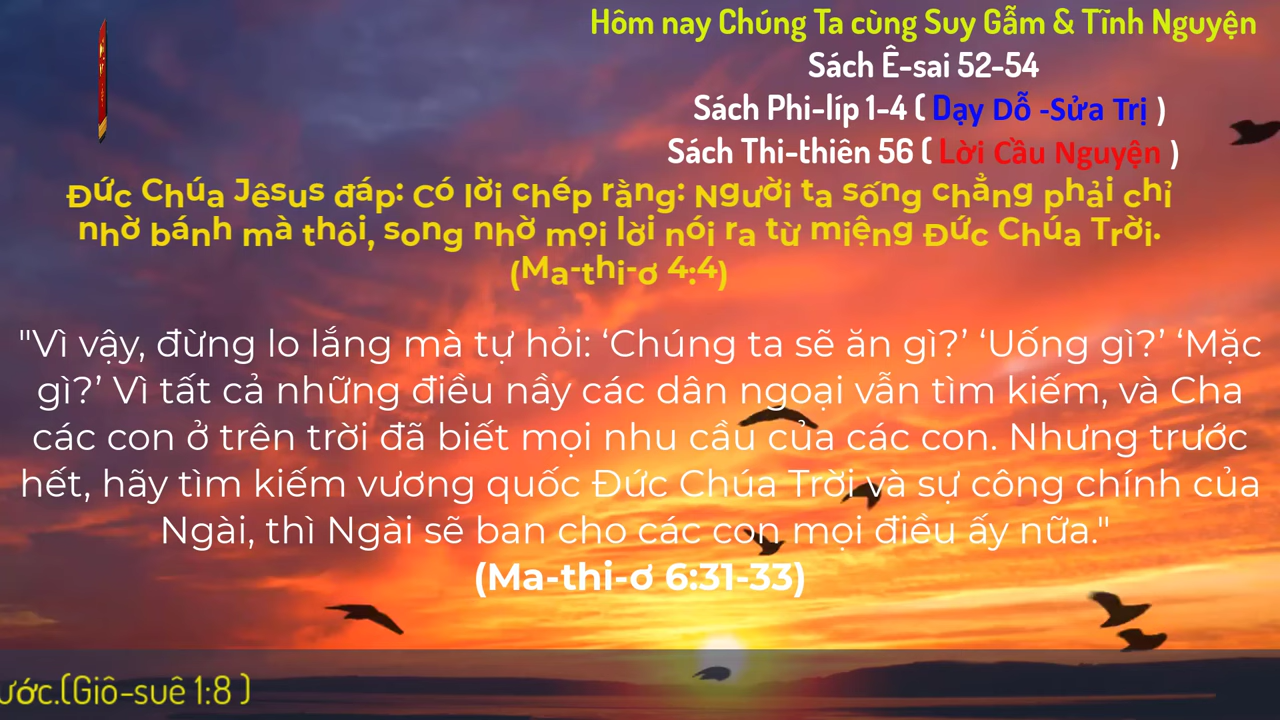 Hôm nay Chúng Ta cùng Suy Gẫm & Tĩnh Nguyện
Sách Ê-sai 52-54
Sách Phi-líp 1-4 ( Dạy Dỗ -Sửa Trị )
Sách Thi-thiên 56 ( Lời Cầu Nguyện )
Đức Chúa Jêsus đáp: Có lời chép rằng: Người ta sống chẳng phải chỉ
nhờ bánh mà thôi, song nhờ mọi lời nói ra từ miệng Đức Chúa Trời.
(Ma-thi-ơ 4:4)
"Vì vậy, đừng lo lắng mà tự hỏi: ‘Chúng ta sẽ ăn gì?’ ‘Uống gì?’ ‘Mặc
gì?’ Vì tất cả những điều nầy các dân ngoại vẫn tìm kiếm, và Cha
các con ở trên trời đã biết mọi nhu cầu của các con. Nhưng trước
hết, hãy tìm kiếm vương quốc Đức Chúa Trời và sự công chính của
Ngài, thì Ngài sẽ ban cho các con mọi điều ấy nữa."
(Ma-thi-ơ 6:31-33)
ước.(Giô-suê 1:8 )